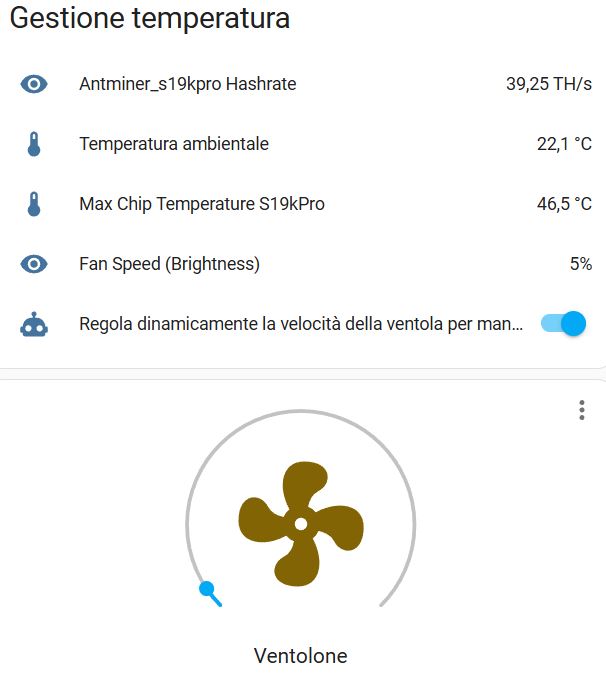 Gestione temperatura
Antminer_s19kpro Hashrate 39,25 TH/s
Temperatura ambientale 22,1 °C
Max Chip Temperature S19kPro 46,5 °C
Fan Speed (Brightness) 5%
Regola dinamicamente la velocità della ventola per man...
Ventolone